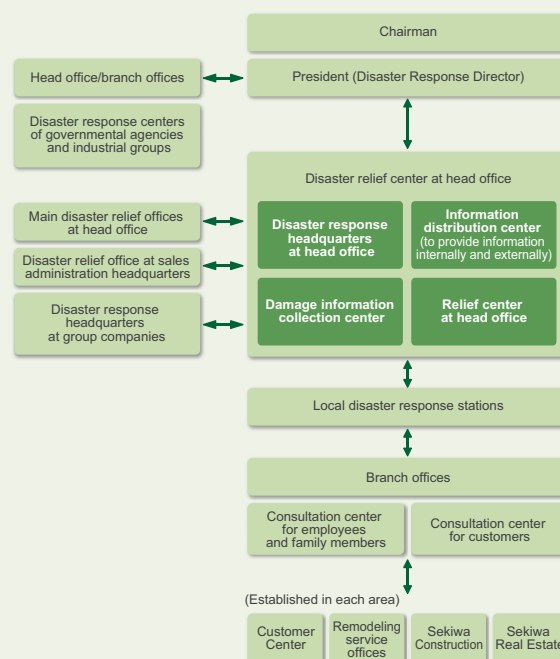 Chairman
Head office/branch offices
President (Disaster Response Director)
Disaster response centers
of governmental agencies
and industrial groups
Disaster relief center at head office
Main disaster relief offices
at head office
Disaster relief office at sales
administration headquarters
Disaster response
headquarters
at group companies
Disaster response
headquarters
at head office
Information
distribution center
(to provide information
internally and externally)
Damage information
collection center
Relief center
at head office
Local disaster response stations
Branch offices
Consultation center
for employees
and family members
Consultation center
for customers
(Established in each area)
Customer
Center
Remodeling
service
offices
Sekiwa
Construction
Sekiwa
Real Estate